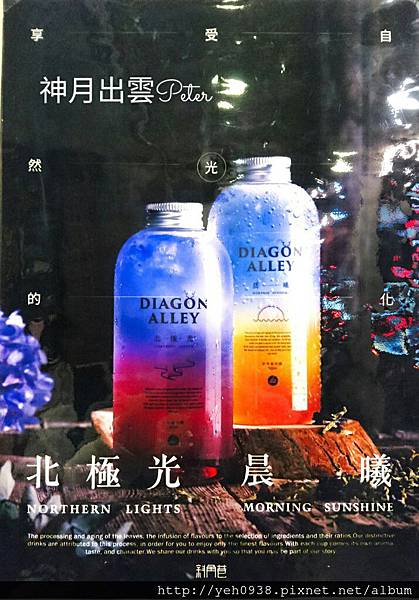 享 受 自
神月出雲Peter
然 光
的 化
DIAGON
ALLEY
北極光
DIAGON
ALLEY
晨曦
北極光 晨曦
NORTHERN LIGHTS MORNING SUNSHINE
The processing and aging of the leaves, the infusion of flavours to the selection of ingredients and their ratios.Our distinctive
drinks are attributed to this process, in order for you to enjoy only the finest flavours.With each cup comes its own aroma,
taste, and character.We share our drinks with you so that you may be part of our story.
斜角巷
http://yeh0938.pixnet.net/album